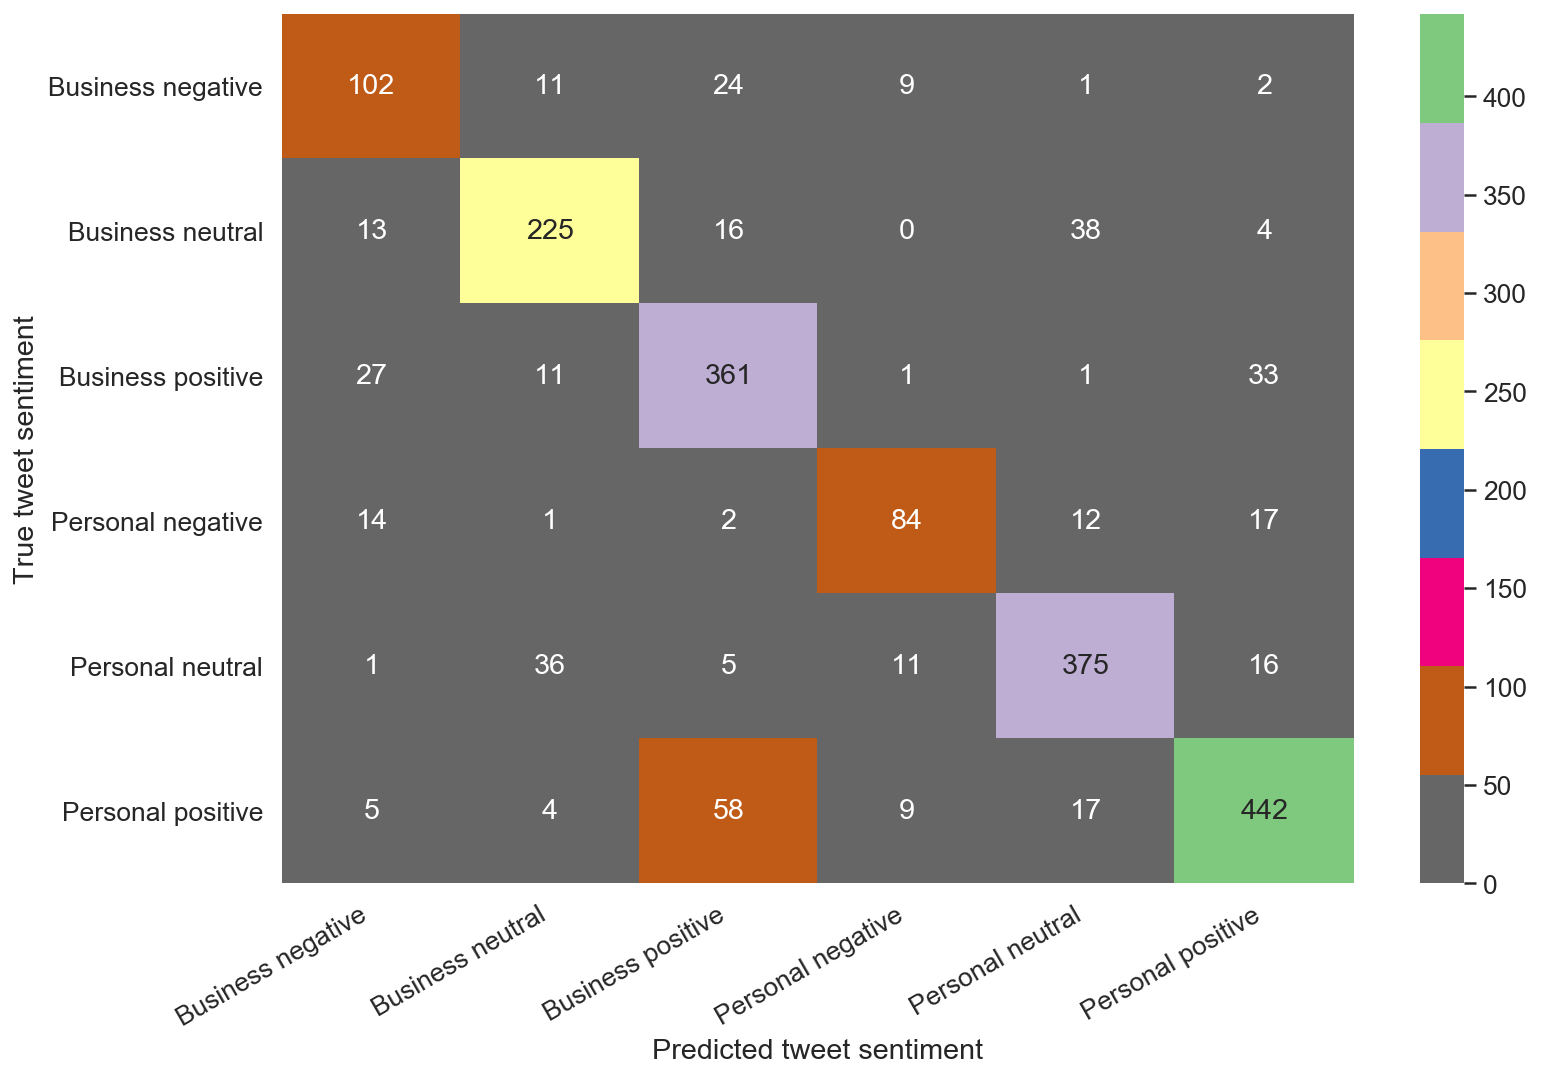 Business negative 102 11 24 9 1 2
Business neutral 13 225 16 0 38 4
Business positive 27 11 361 1 1 33
Personal negative 14 1 2 84 12 17
Personal neutral 1 36 5 11 375 16
Personal positive 5 4 58 9 17 442
True tweet sentiment
Business negative
Business neutral
Business positive
Personal negative
Personal neutral
Personal positive
Predicted tweet sentiment
400
350
300
250
200
150
100
50
0